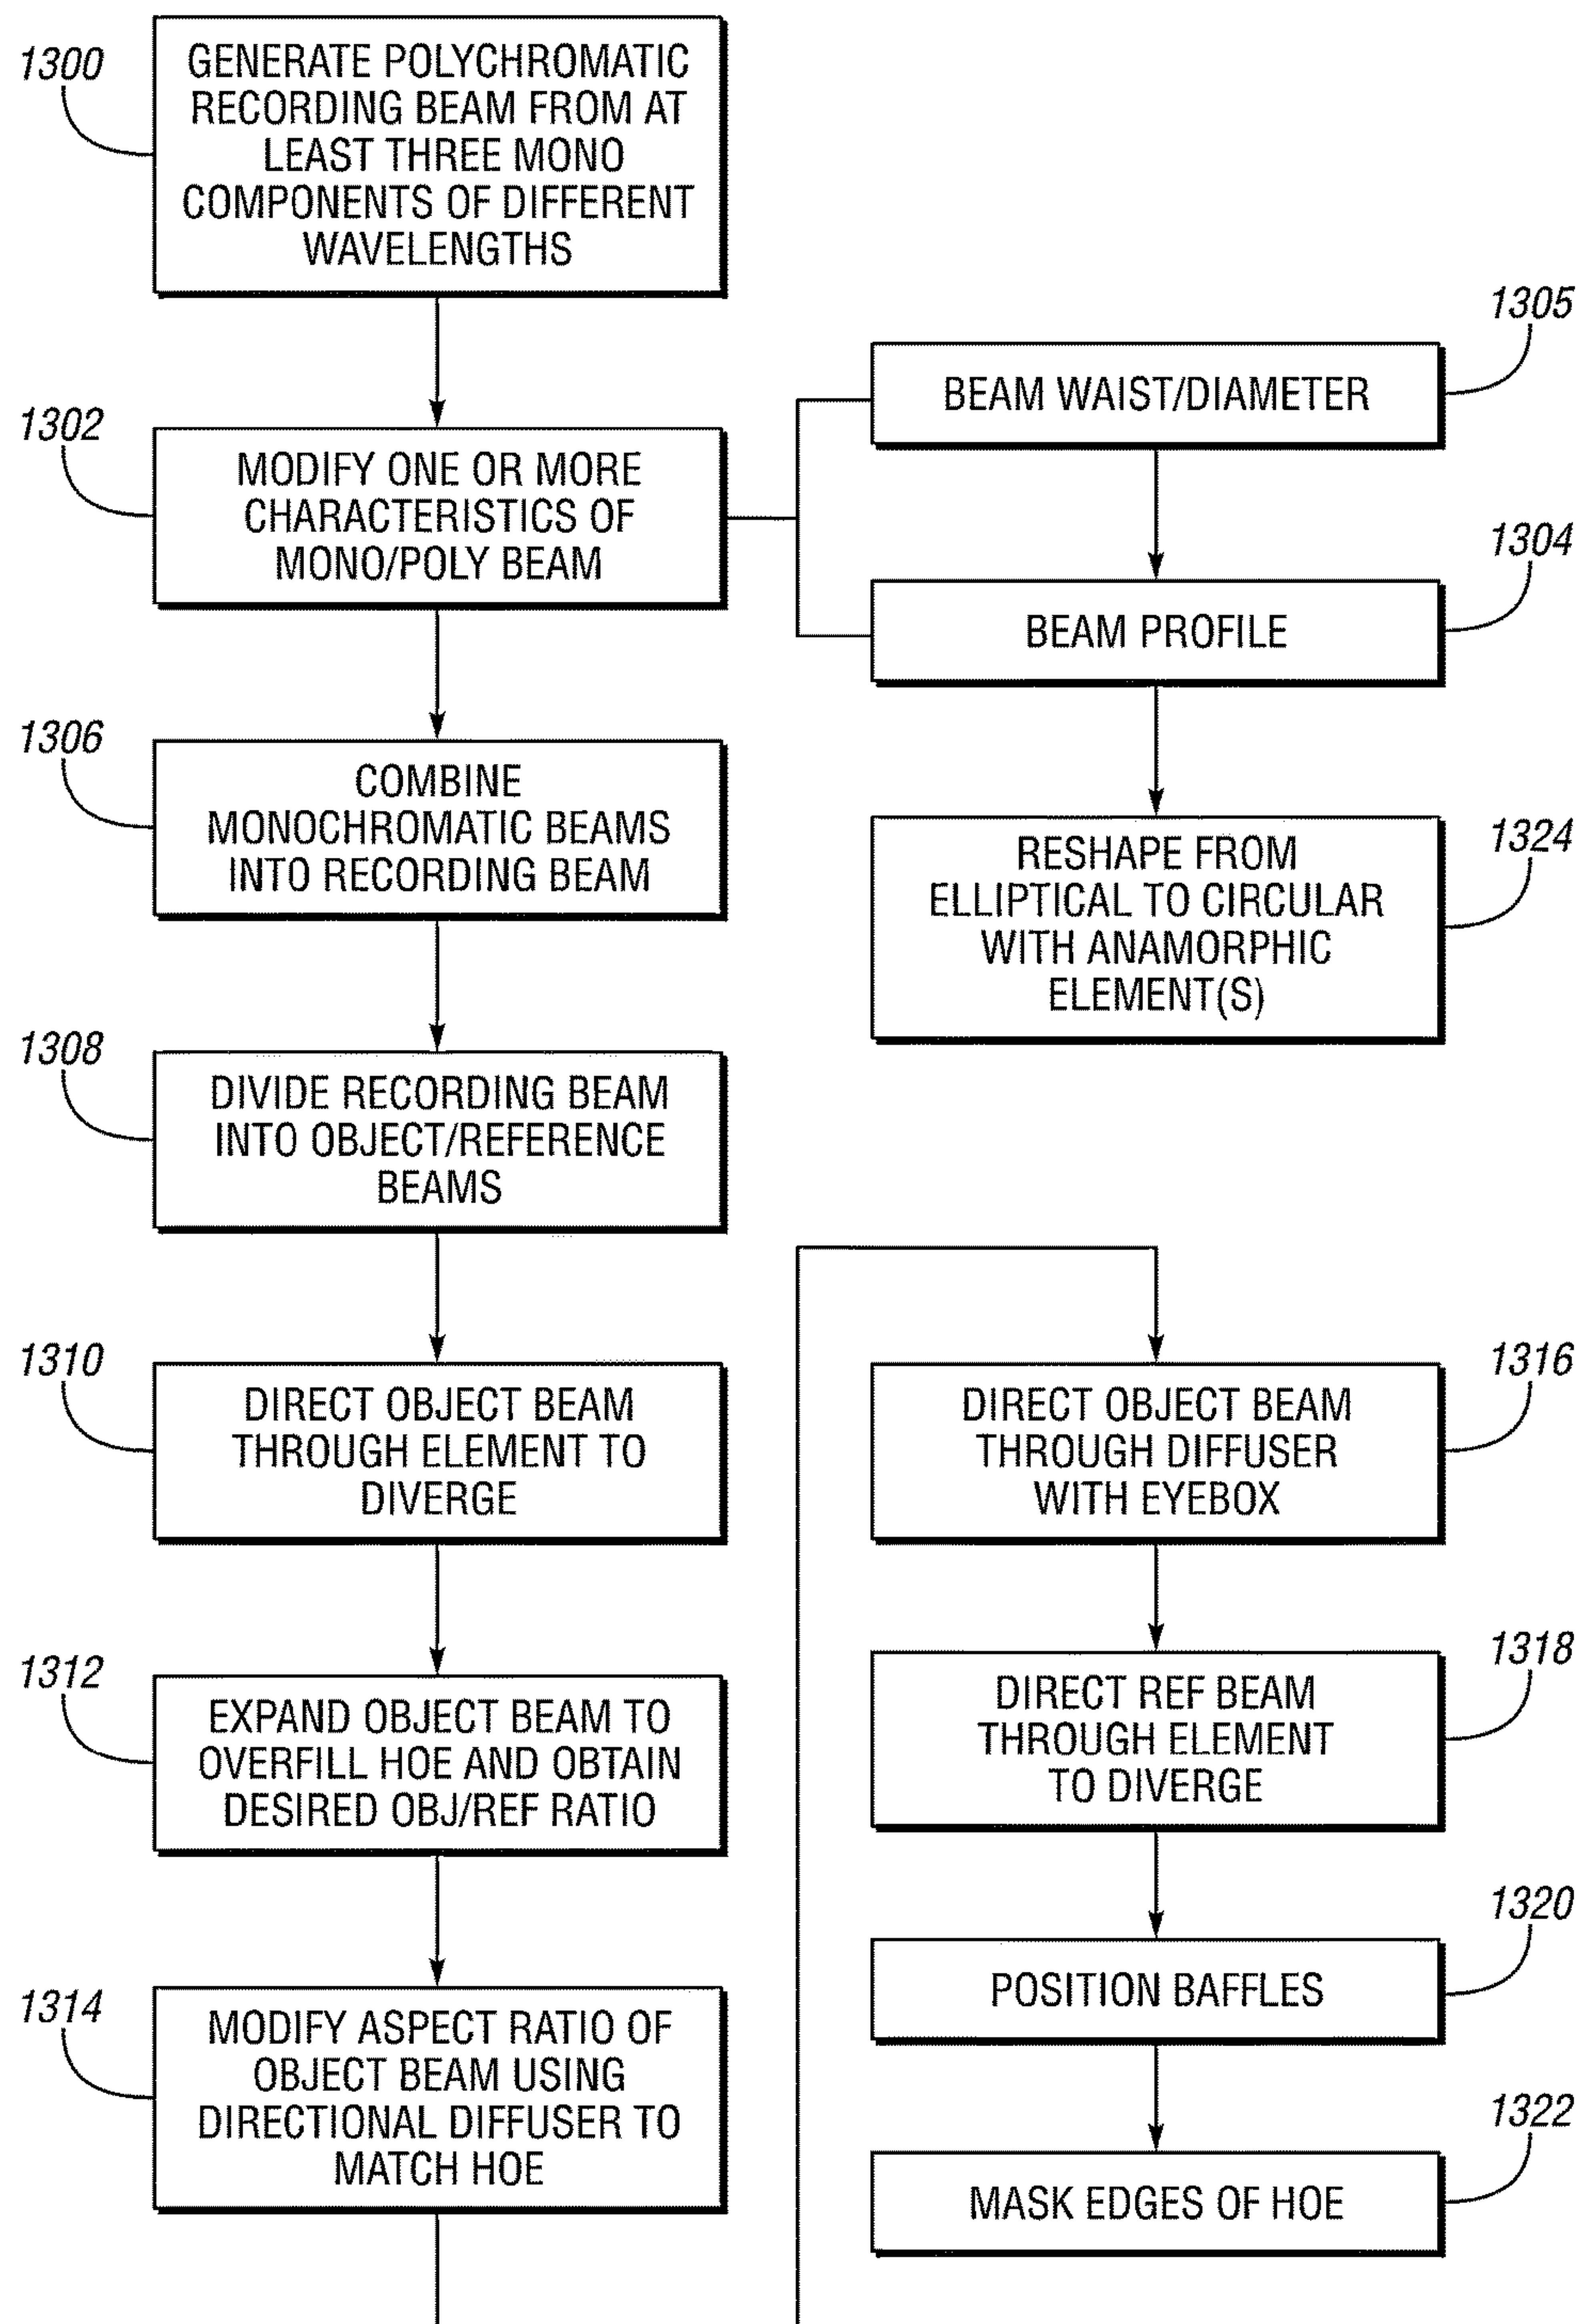 1300
GENERATE POLYCHROMATIC
RECORDING BEAM FROM AT
LEAST THREE MONO
COMPONENTS OF DIFFERENT
WAVELENGTHS
1302
MODIFY ONE OR MORE
CHARACTERISTICS OF
MONO/POLY BEAM
1305
BEAM WAIST/DIAMETER
1304
BEAM PROFILE
1324
RESHAPE FROM
ELLIPTICAL TO CIRCULAR
WITH ANAMORPHIC
ELEMENT(S)
1306
COMBINE
MONOCHROMATIC BEAMS
INTO RECORDING BEAM
1308
DIVIDE RECORDING BEAM
INTO OBJECT/REFERENCE
BEAMS
1310
DIRECT OBJECT BEAM
THROUGH ELEMENT TO
DIVERGE
1312
EXPAND OBJECT BEAM TO
OVERFILL HOE AND OBTAIN
DESIRED OBJ/REF RATIO
1314
MODIFY ASPECT RATIO OF
OBJECT BEAM USING
DIRECTIONAL DIFFUSER TO
MATCH HOE
1316
DIRECT OBJECT BEAM
THROUGH DIFFUSER
WITH EYEBOX
1318
DIRECT REF BEAM
THROUGH ELEMENT
TO DIVERGE
1320
POSITION BAFFLES
1322
MASK EDGES OF HOE